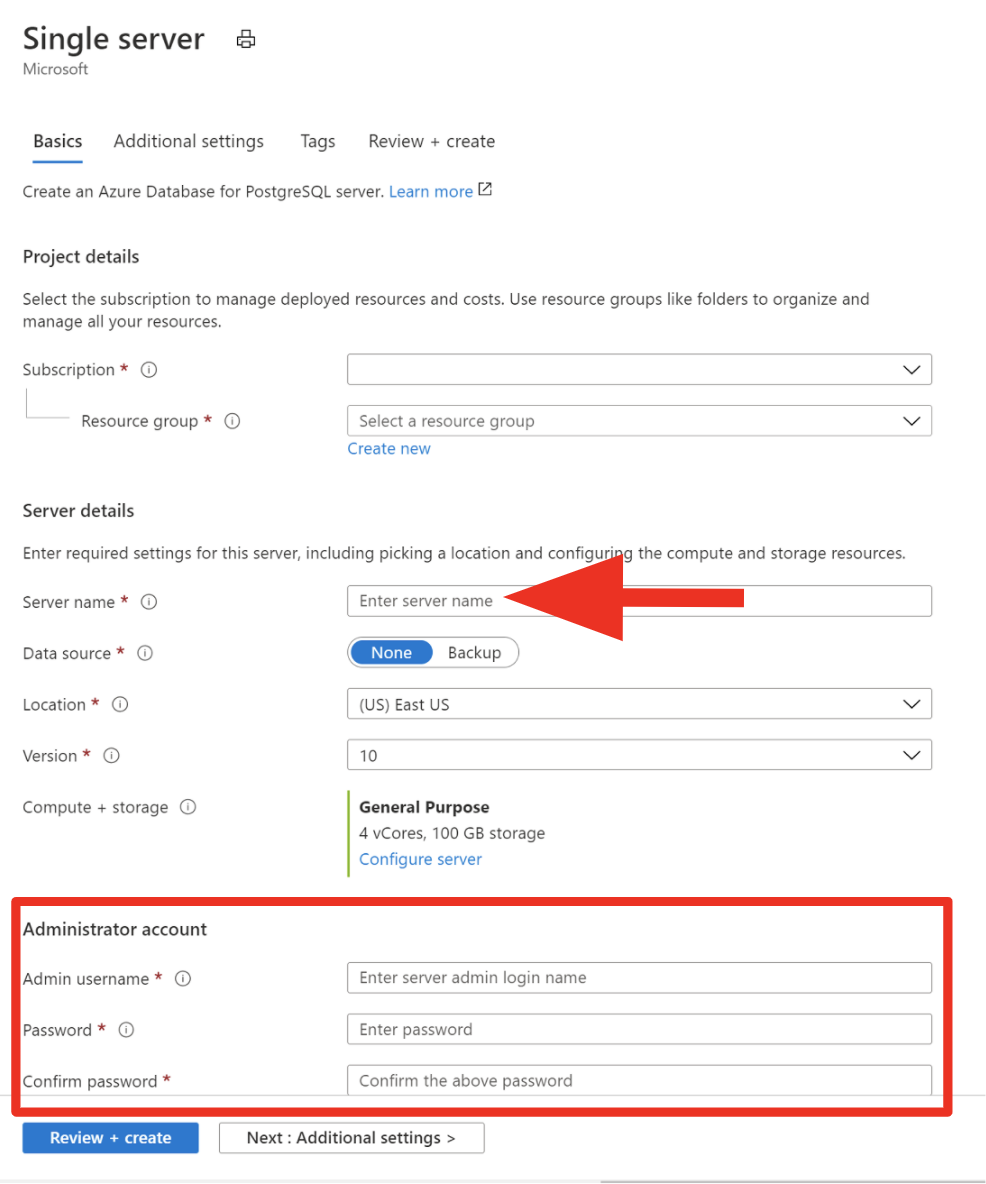 Single server
Microsoft
Basics Additional settings Tags Review + create
Create an Azure Database for PostgreSQL server. Learn more
Project details
Select the subscription to manage deployed resources and costs. Use resource groups like folders to organize and
manage all your resources.
Subscription *
Resource group * Select a resource group
Create new
Server details
Enter required settings for this server, including picking a location and configuring the compute and storage resources.
Server name * Enter server name
Data source * None Backup
Location * (US) East US
Version * 10
Compute + storage General Purpose
4 vCores, 100 GB storage
Configure server
Administrator account
Admin username * Enter server admin login name
Password * Enter password
Confirm password * Confirm the above password
Review + create Next : Additional settings >